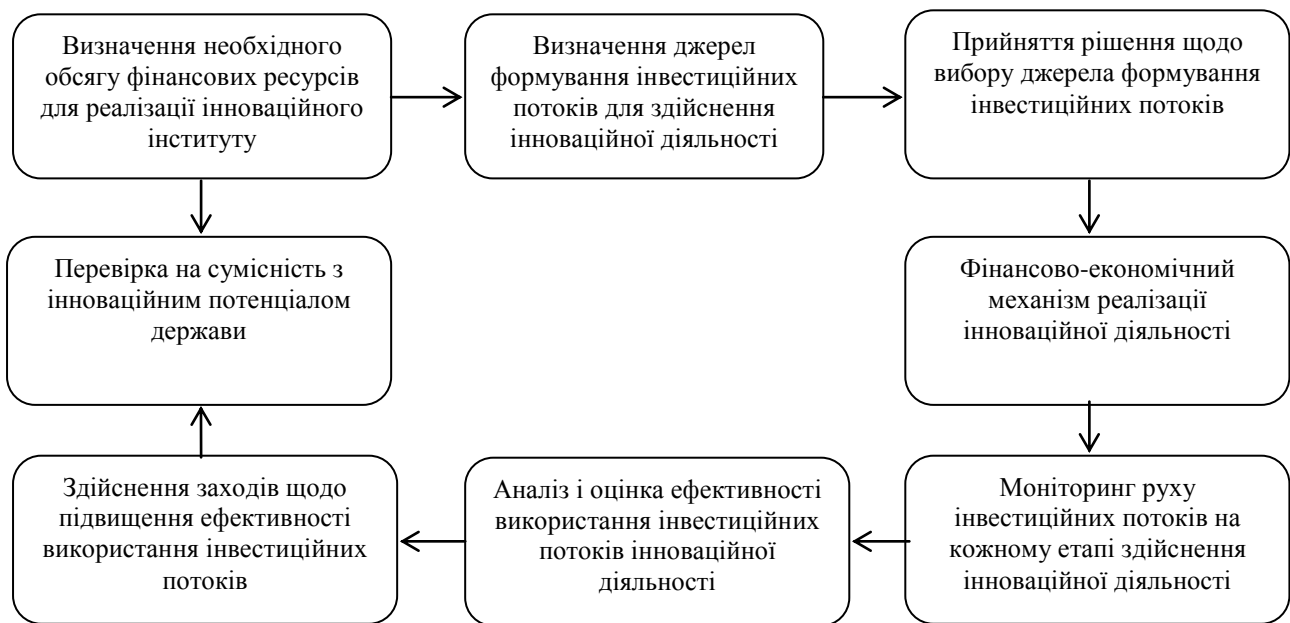 Визначення необхідного
обсягу фінансових ресурсів
для реалізації інноваційного
інституту
Визначення джерел
формування інвестиційних
потоків для здійснення
інноваційної діяльності
Прийняття рішення щодо
вибору джерела формування
інвестиційних потоків
Перевірка на сумісність з
інноваційним потенціалом
держави
Фінансово-економічний
механізм реалізації
інноваційної діяльності
Здійснення заходів щодо
підвищення ефективності
використання інвестиційних
потоків
Аналіз і оцінка ефективності
використання інвестиційних
потоків інноваційної
діяльності
Моніторинг руху
інвестиційних потоків на
кожному етапі здійснення
інноваційної діяльності